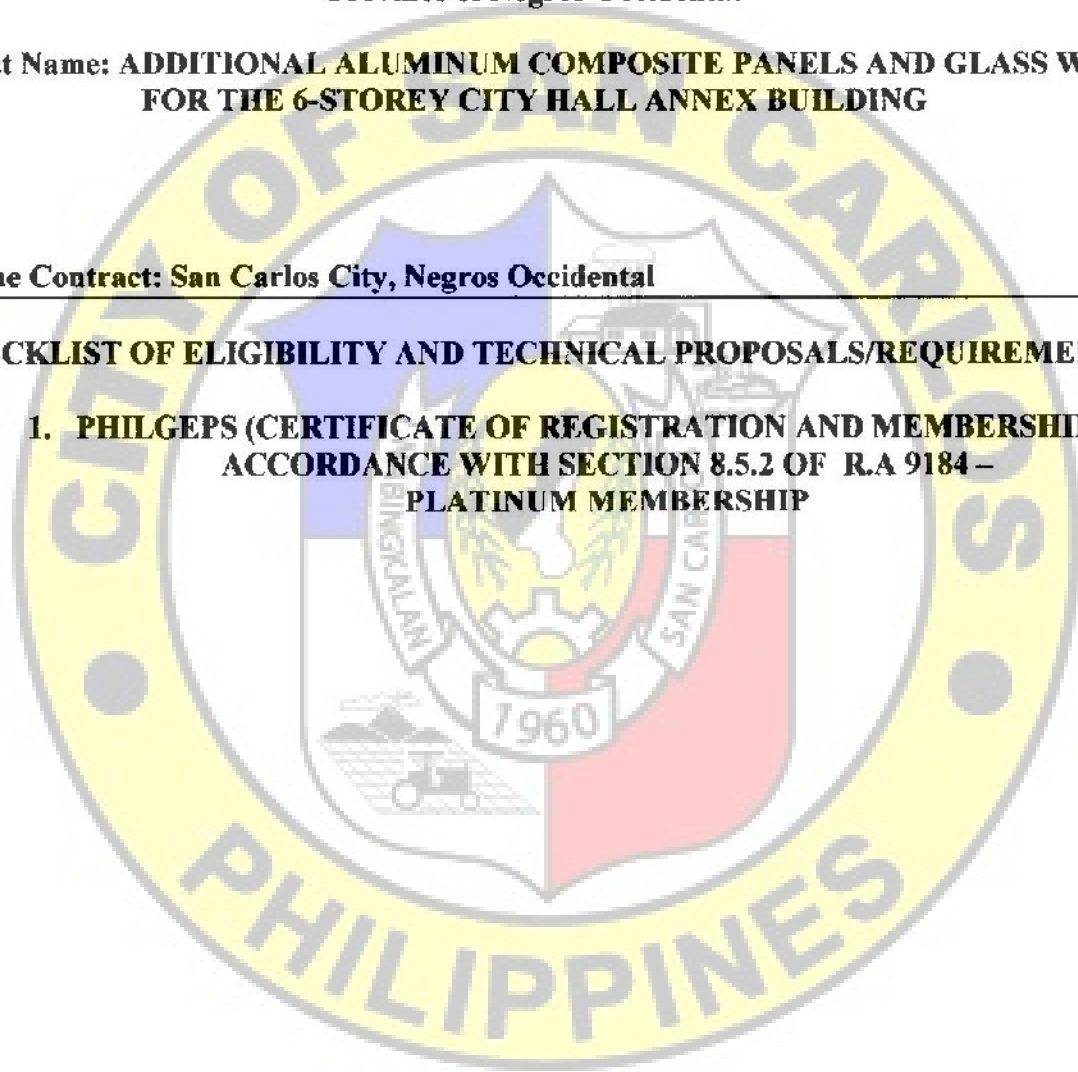 t Name: ADDITIONAL ALUMINUM COMPOSITE PANELS AND GLASS W
FOR THE 6-STOREY CITY HALL ANNEX BUILDING
ne Contract: San Carlos City, Negros Occidental
CKLIST OF ELIGIBILITY AND TECHNICAL PROPOSALS/REQUIREME
1. PHILGEPS (CERTIFICATE OF REGISTRATION AND MEMBERSHI
ACCORDANCE WITH SECTION 8.5.2 OF R.A 9184 –
PLATINUM MEMBERSHIP
CITY OF SAN CARLOS
BINGKALAN
SAN CARLO
1960
PHILIPPINES